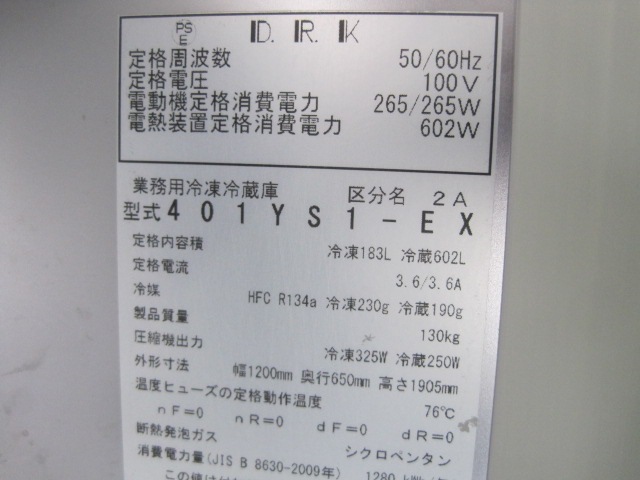 PS
E
D. R. K
定格周波数 50/60Hz
定格電圧 100V
電動機定格消費電力 265/265W
電熱装置定格消費電力 602W
業務用冷凍冷蔵庫 区分名 2A
型式 401YS1-EX
定格内容積 冷凍183L 冷蔵602L
定格電流 3.6/3.6A
冷媒 HFC R134a 冷凍230g 冷蔵190g
製品質量 130kg
圧縮機出力 冷凍325W 冷蔵250W
外形寸法 幅1200mm 奥行650mm 高さ1905mm
温度ヒューズの定格動作温度 76℃
nF=0 nR=0 dF=0 dR=0
断熱発泡ガス シクロペンタン
消費電力量(JIS B 8630-2009年) 1280